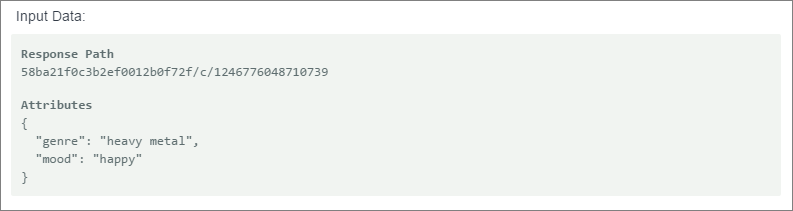 Input Data:
Response Path
58ba21f0c3b2ef0012b0f72f/c/1246776048710739
Attributes
{
"genre": "heavy metal",
"mood": "happy"
}